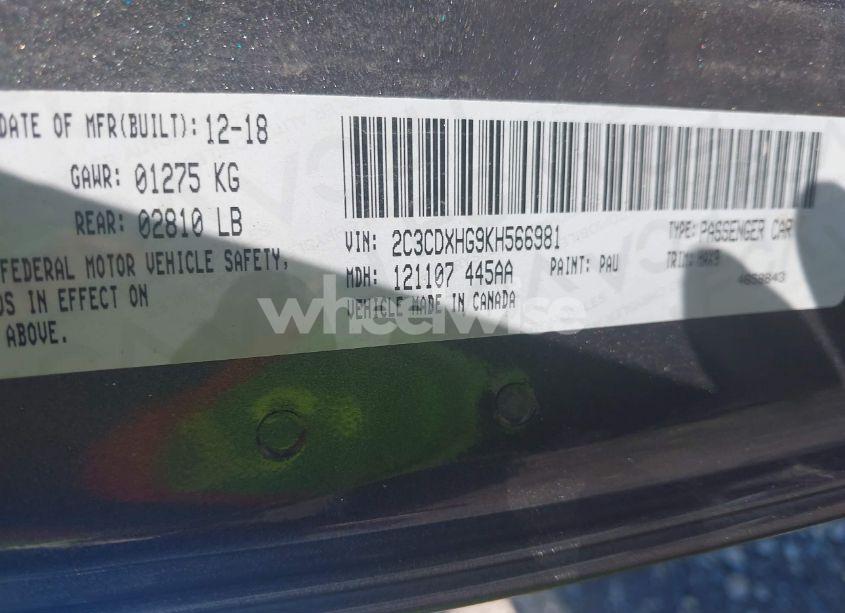 DATE OF MFR(BUILT): 12-18
GAWR: 01275 KG
REAR: 02810 LB
FEDERAL MOTOR VEHICLE SAFETY,
DS IN EFFECT ON
ABOVE.
VIN: 2C3CDXHG9KH566981
TYPE: PASSENGER CAR
MDH: 121107 445AA
PAINT: PAU
TRIM:
VEHICLE MADE IN CANADA
wheelwise